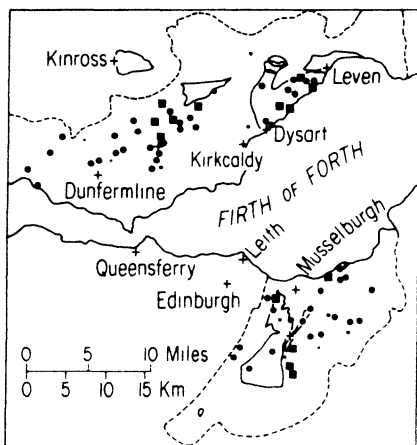 Kinross
Leven
Dysart
Kirkcaldy
Dunfermline
FIRTH OF FORTH
Leith
Musselburgh
Queensferry
Edinburgh
0 5 10 Miles
0 5 10 15 Km